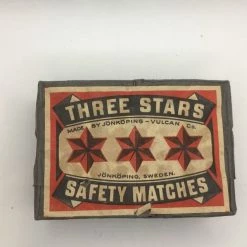 THREE STARS
MADE BY JÖNKÖPING-VULCAN Co.
JÖNKÖPING, SWEDEN.
SAFETY MATCHES